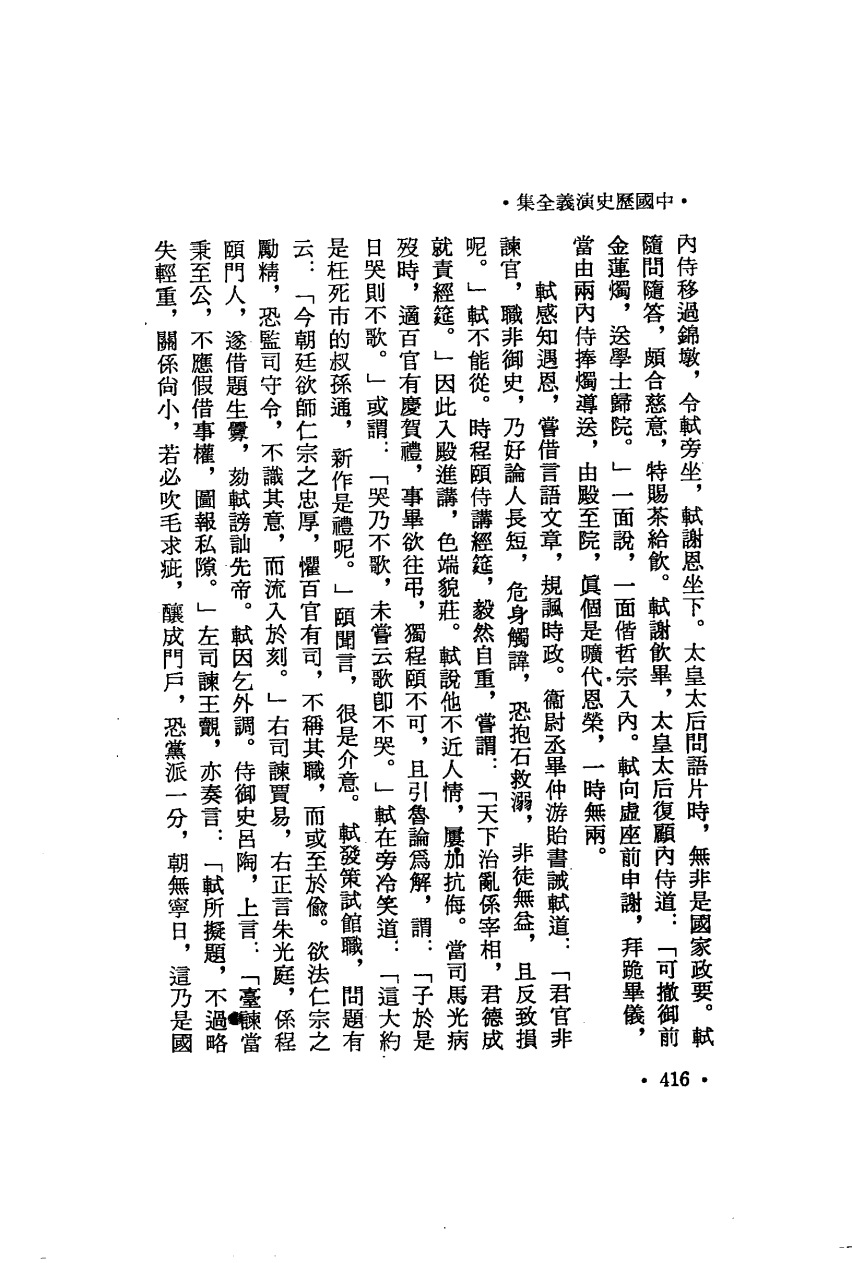 •中國歷史演義全集•
內侍移過錦墩，令軾旁坐，軾謝恩坐下。太皇太后問語片時，無非是國家政要。軾
隨問隨答，頗合慈意，特賜茶給飲。軾謝飲畢，太皇太后復顧內侍道：「可撤御前
金蓮燭，送學士歸院。」一面說，一面偕哲宗入內。軾向虛座前申謝，拜跪畢儀，
當由兩內侍捧燭導送，由殿至院，眞個是曠代恩榮，一時無兩。
軾感知遇恩，嘗借言語文章，規諷時政。衞尉丞畢仲游貽書誡軾道：「君官非
諫官，職非御史，乃好論人長短，危身觸諱，恐抱石救溺，非徒無益，且反致損
呢。」軾不能從。時程頤侍講經筵，毅然自重，嘗謂：「天下治亂係宰相，君德成
就責經筵。」因此入殿進講，色端貌莊。軾說他不近人情，屢加抗侮。當司馬光病
歿時，適百官有慶賀禮，事畢欲往弔，獨程頤不可，且引魯論爲解，謂：「子於是
日哭則不歌。」或謂：「哭乃不歌，未嘗云歌卽不哭。」軾在旁冷笑道：「這大約
是枉死市的叔孫通，新作是禮呢。」頤聞言，很是介意。軾發策試館職，問題有
云：「今朝廷欲師仁宗之忠厚，懼百官有司，不稱其職，而或至於偸。欲法仁宗之
勵精，恐監司守令，不識其意，而流入於刻。」右司諫賈易，右正言朱光庭，係程
頤門人，遂借題生釁，劾軾謗訕先帝。軾因乞外調。侍御史呂陶，上言：「臺諫當
秉至公，不應假借事權，圖報私隙。」左司諫王覿，亦奏言：「軾所擬題，不過略
失輕重，關係尙小，若必吹毛求疵，釀成門戶，恐黨派一分，朝無寧日，這乃是國
•416•